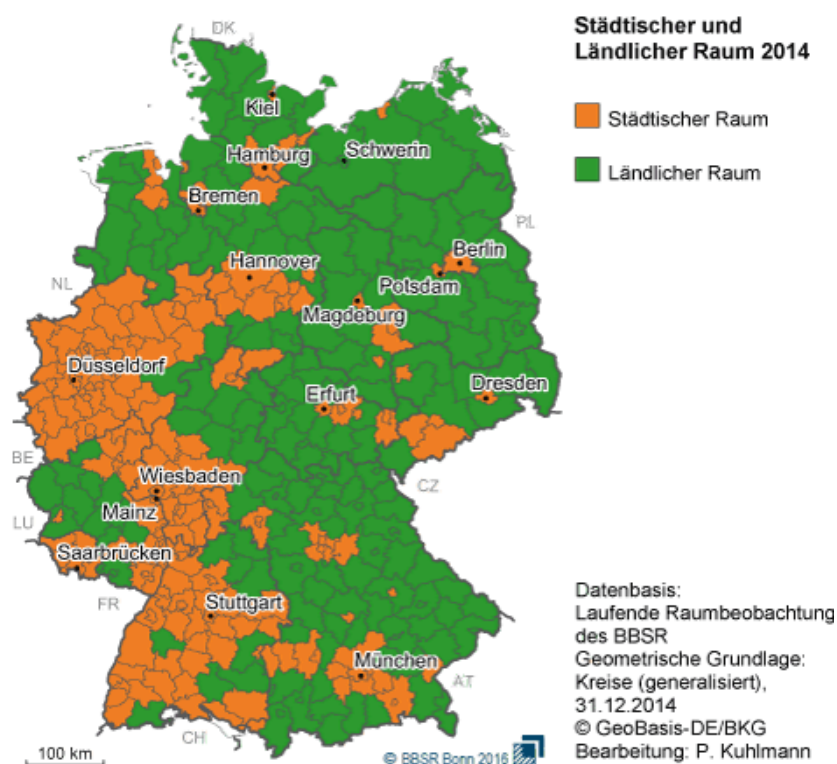 Städtischer und
Ländlicher Raum 2014
Städtischer Raum
Ländlicher Raum
DK
Kiel
Hamburg
Schwerin
Bremen
PL
Berlin
Hannover
NL
Potsdam
Magdeburg
Düsseldorf
Erfurt
Dresden
BE
Wiesbaden
CZ
Mainz
LU
Saarbrücken
FR
Stuttgart
München
AT
CH
100 km
© BBSR Bonn 2016
Datenbasis:
Laufende Raumbeobachtung
des BBSR
Geometrische Grundlage:
Kreise (generalisiert),
31.12.2014
© GeoBasis-DE/BKG
Bearbeitung: P. Kuhlmann